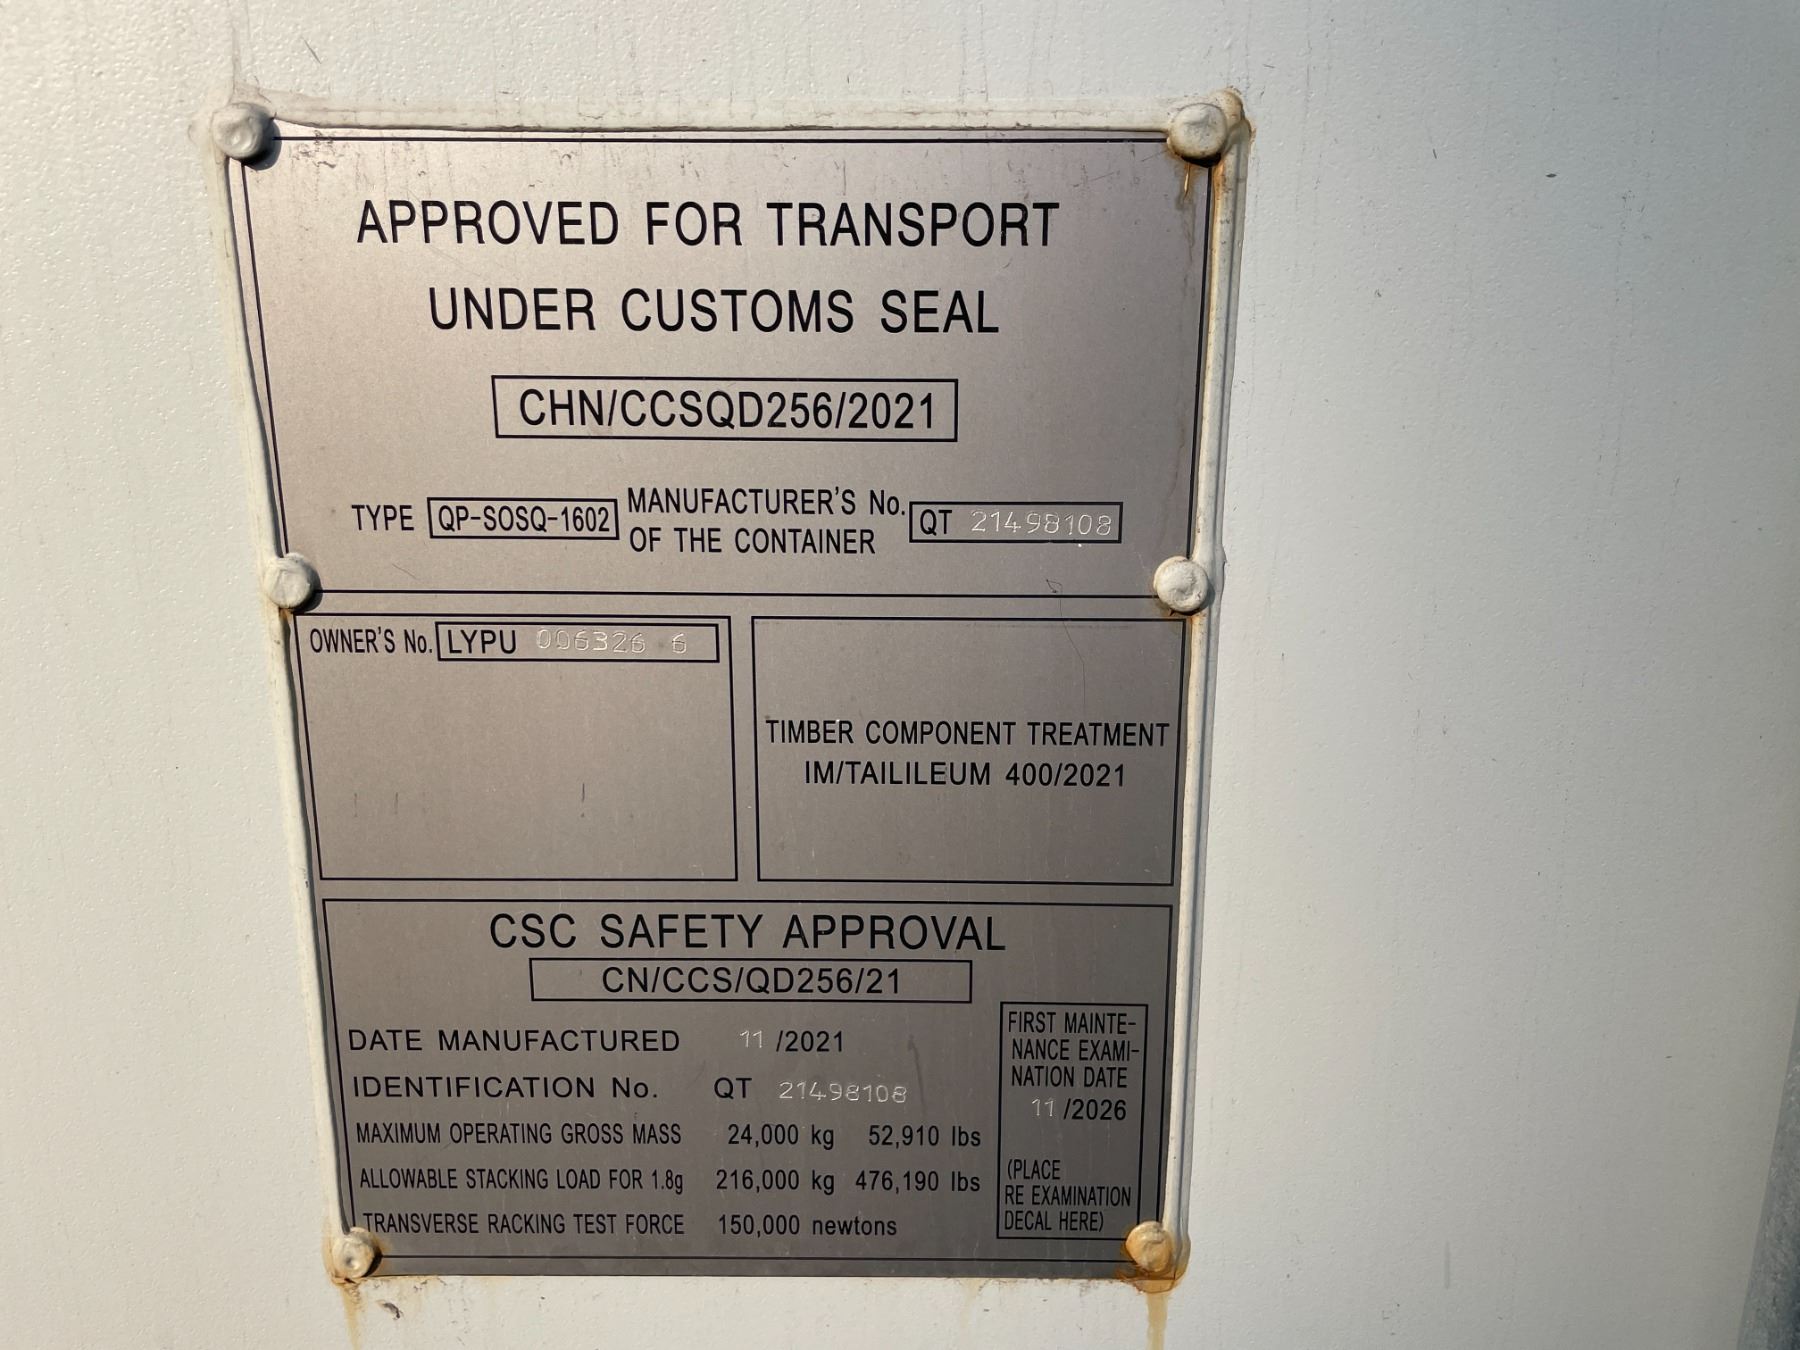 APPROVED FOR TRANSPORT
UNDER CUSTOMS SEAL
CHN/CCSQD256/2021
TYPE QP-SOSQ-1602 MANUFACTURER'S No. OF THE CONTAINER QT 21498108
OWNER'S No. LYPU 006326 6
TIMBER COMPONENT TREATMENT
IM/TAILILEUM 400/2021
CSC SAFETY APPROVAL
CN/CCS/QD256/21
DATE MANUFACTURED 11 /2021
IDENTIFICATION No. QT 21498108
MAXIMUM OPERATING GROSS MASS 24,000 kg 52,910 lbs
ALLOWABLE STACKING LOAD FOR 1.8g 216,000 kg 476,190 lbs
TRANSVERSE RACKING TEST FORCE 150,000 newtons
FIRST MAINTE-
NANCE EXAMI-
NATION DATE
11 /2026
(PLACE
RE EXAMINATION
DECAL HERE)